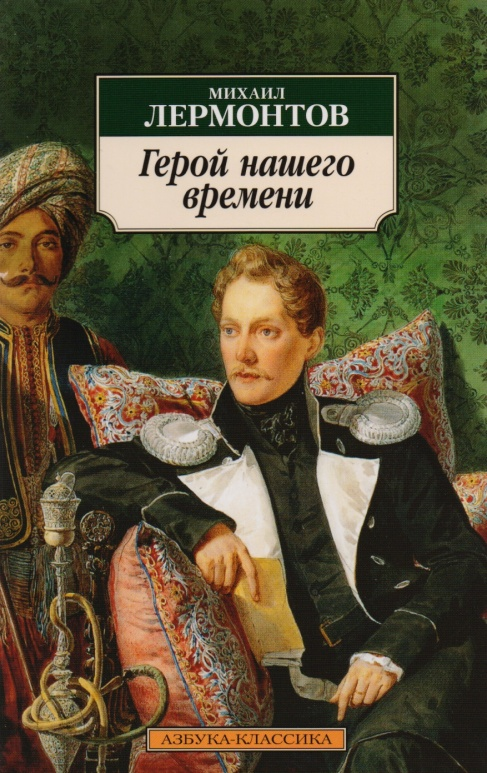 МИХАИЛ
ЛЕРМОНТОВ
Герой нашего
времени
АЗБУКА-КЛАССИКА